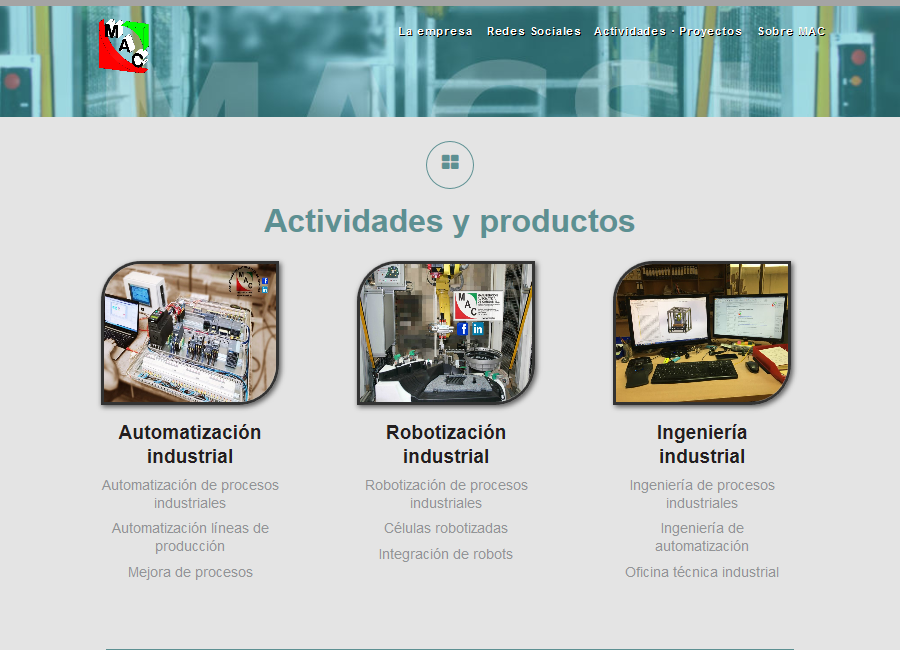 MAC
La empresa Redes Sociales Actividades · Proyectos Sobre MAC
Actividades y productos
MAC
MAC
Automatización
industrial
Automatización de procesos
industriales
Automatización líneas de
producción
Mejora de procesos
Robotización
industrial
Robotización de procesos
industriales
Células robotizadas
Integración de robots
Ingeniería
industrial
Ingeniería de procesos
industriales
Ingeniería de
automatización
Oficina técnica industrial